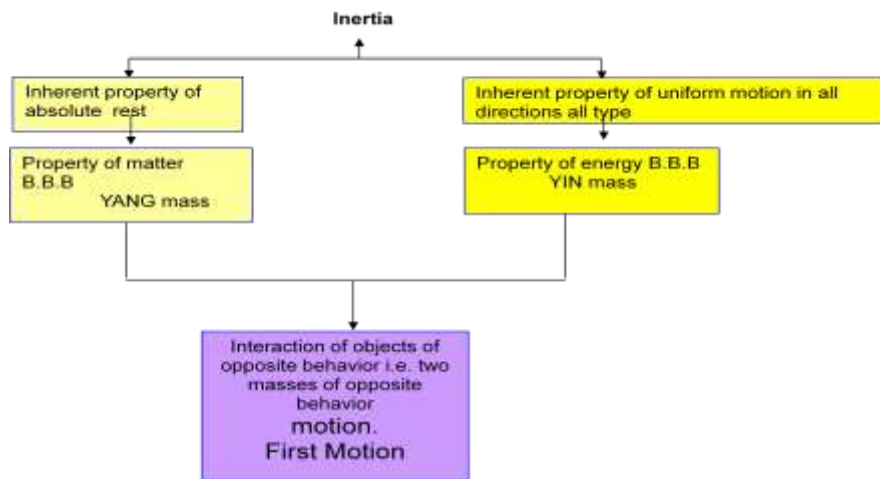 Inertia
Inherent property of
absolute rest
Inherent property of uniform motion in all
directions all type
Property of matter
B.B.B
YANG mass
Property of energy B.B.B
YIN mass
Interaction of objects of
opposite behavior i.e. two
masses of opposite
behavior
motion.
First Motion